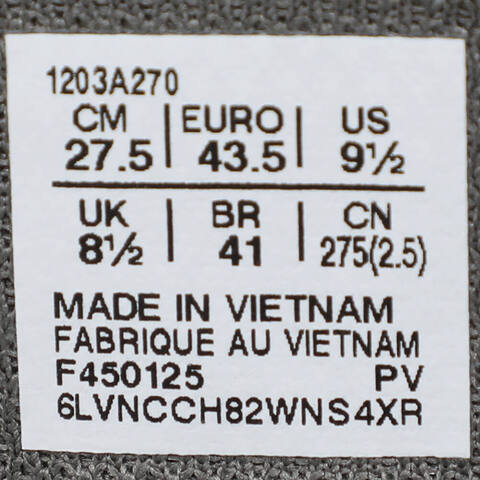 1203A270
CM | EURO | US
27.5 | 43.5 | 9½
UK | BR | CN
8½ | 41 | 275(2.5)
MADE IN VIETNAM
FABRIQUE AU VIETNAM
F450125 PV
6LVNCCH82WNS4XR